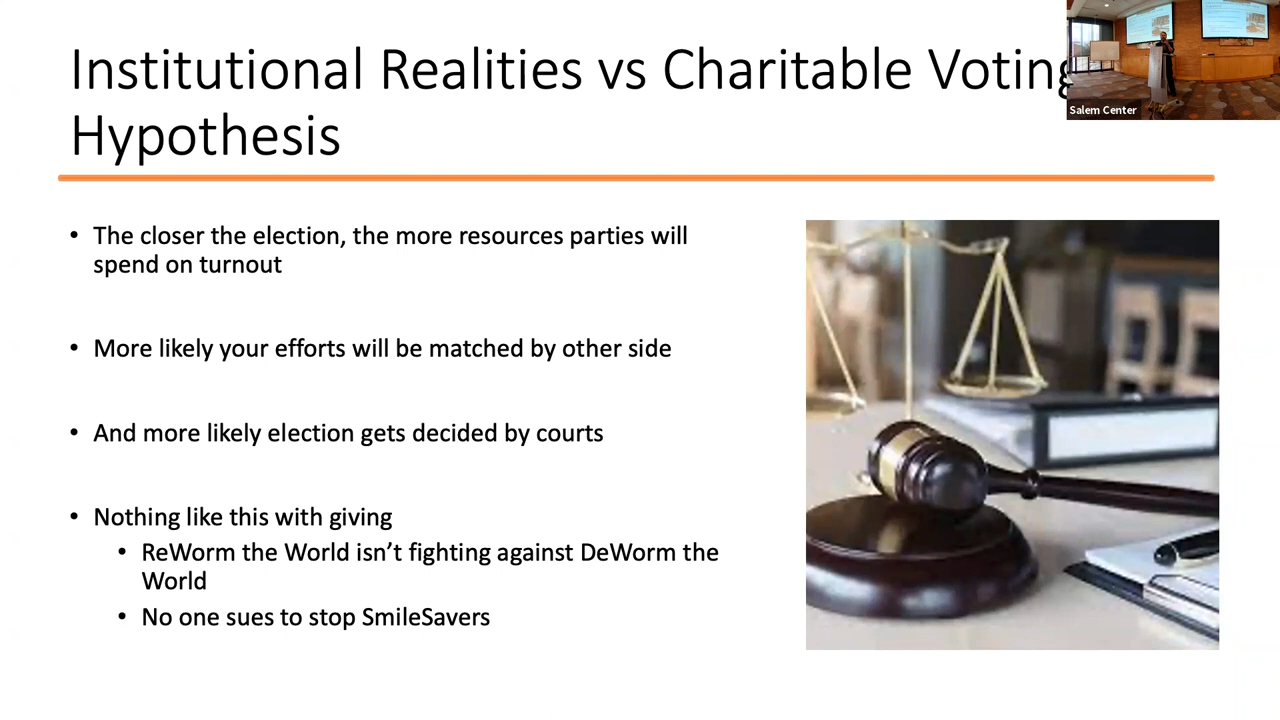 Institutional Realities vs Charitable Voting
Hypothesis
Salem Center
• The closer the election, the more resources parties will
spend on turnout
• More likely your efforts will be matched by other side
• And more likely election gets decided by courts
• Nothing like this with giving
• ReWorm the World isn’t fighting against DeWorm the
World
• No one sues to stop SmileSavers